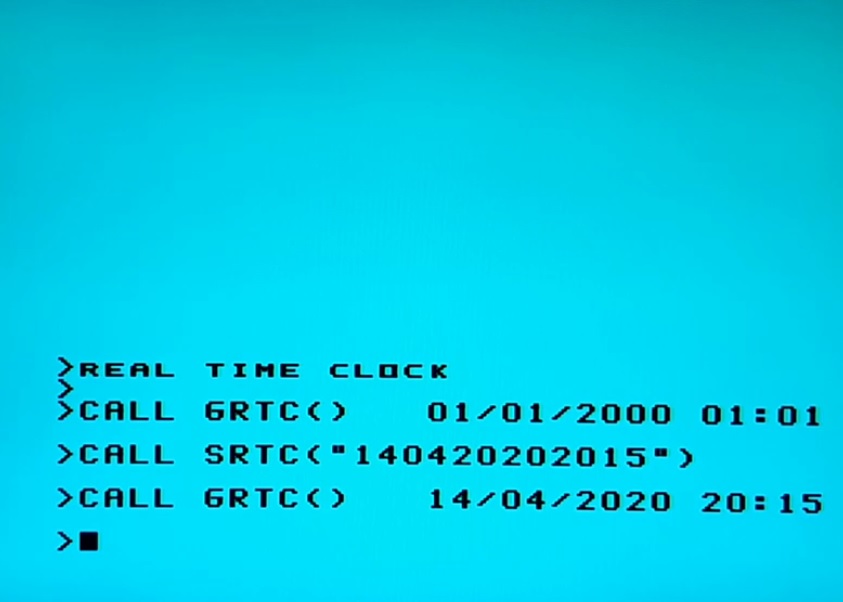 >REAL TIME CLOCK
>
>CALL GRTC()    01/01/2000 01:01
>CALL SRTC("140420202015")
>CALL GRTC()    14/04/2020 20:15
>